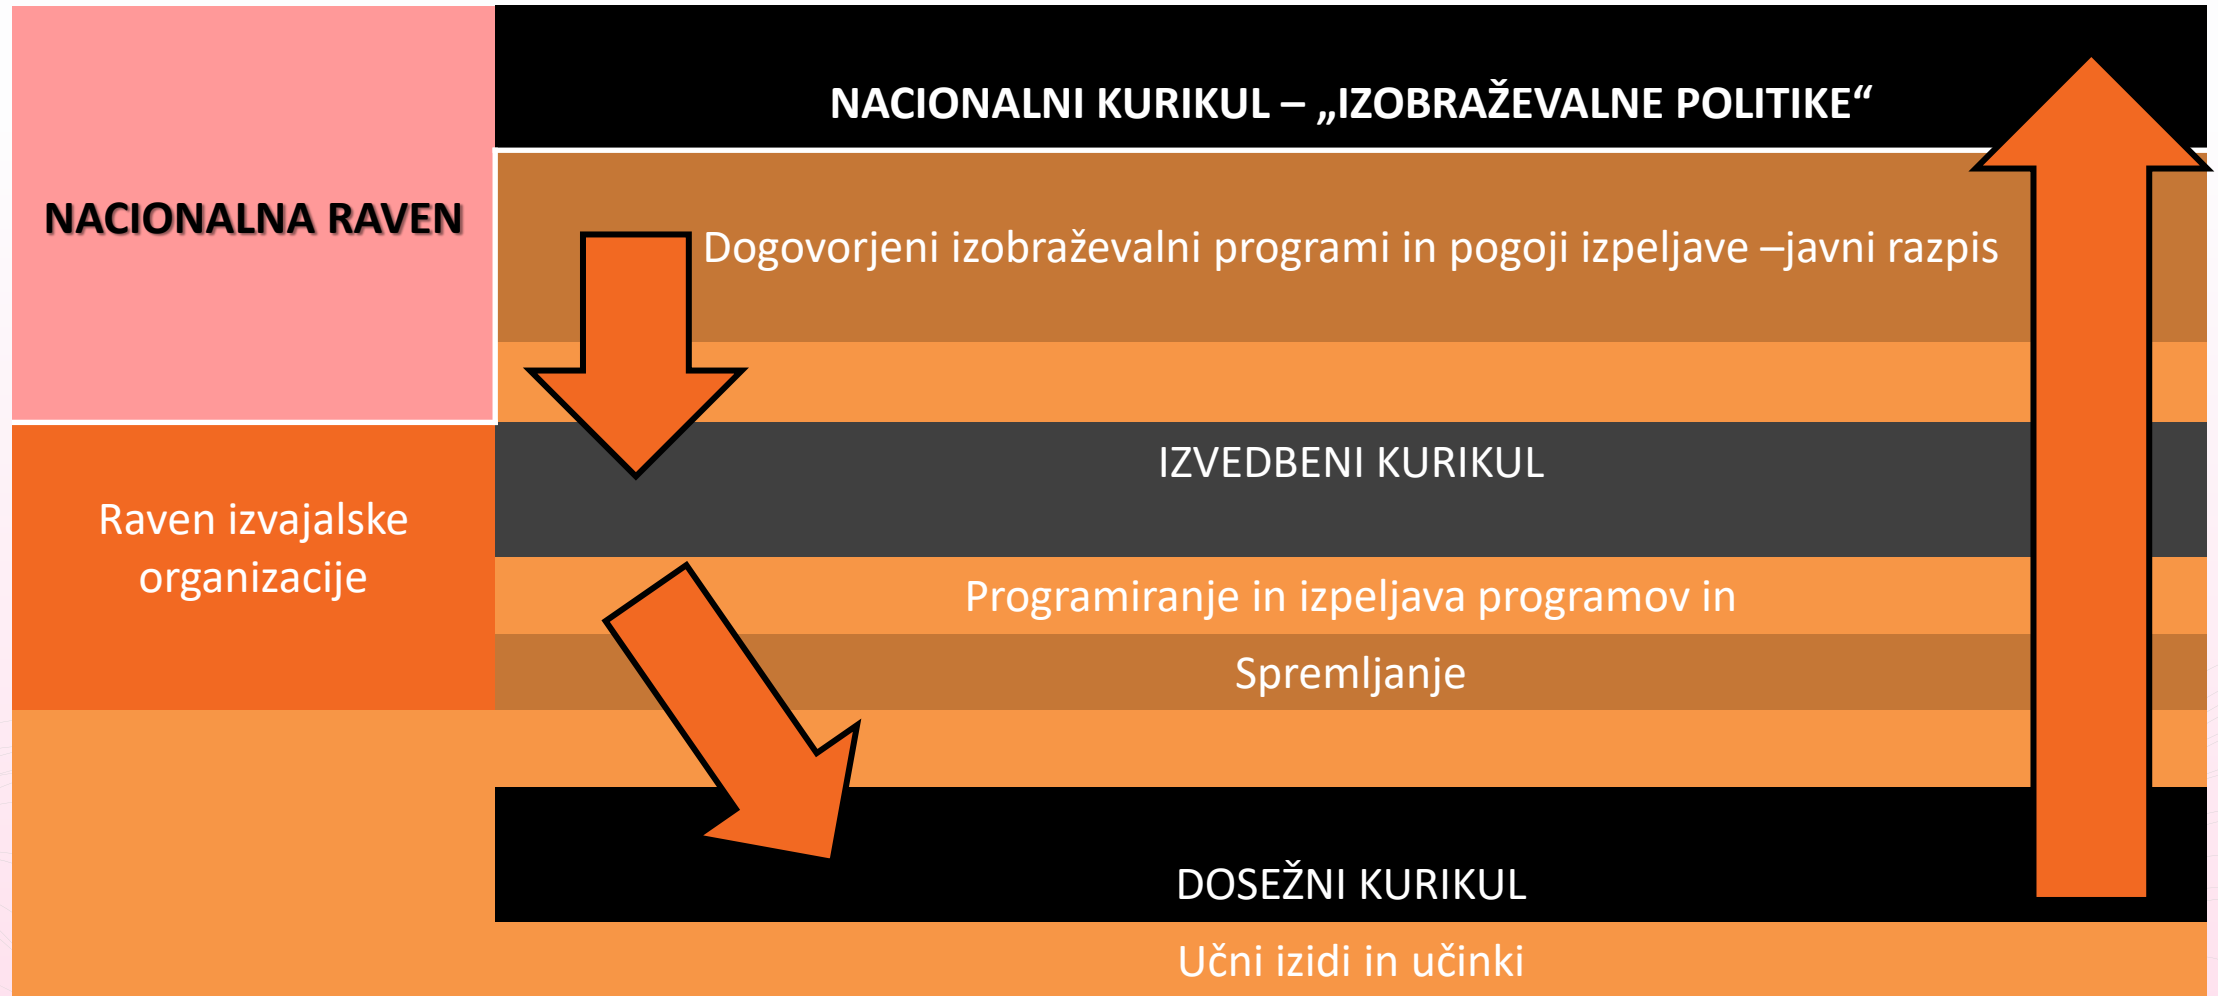 NACIONALNI KURIKUL – „IZOBRAŽEVALNE POLITIKE“
NACIONALNA RAVEN
Dogovorjeni izobraževalni programi in pogoji izpeljave –javni razpis
IZVEDBENI KURIKUL
Raven izvajalske
organizacije
Programiranje in izpeljava programov in
Spremljanje
DOSEŽNI KURIKUL
Učni izidi in učinki